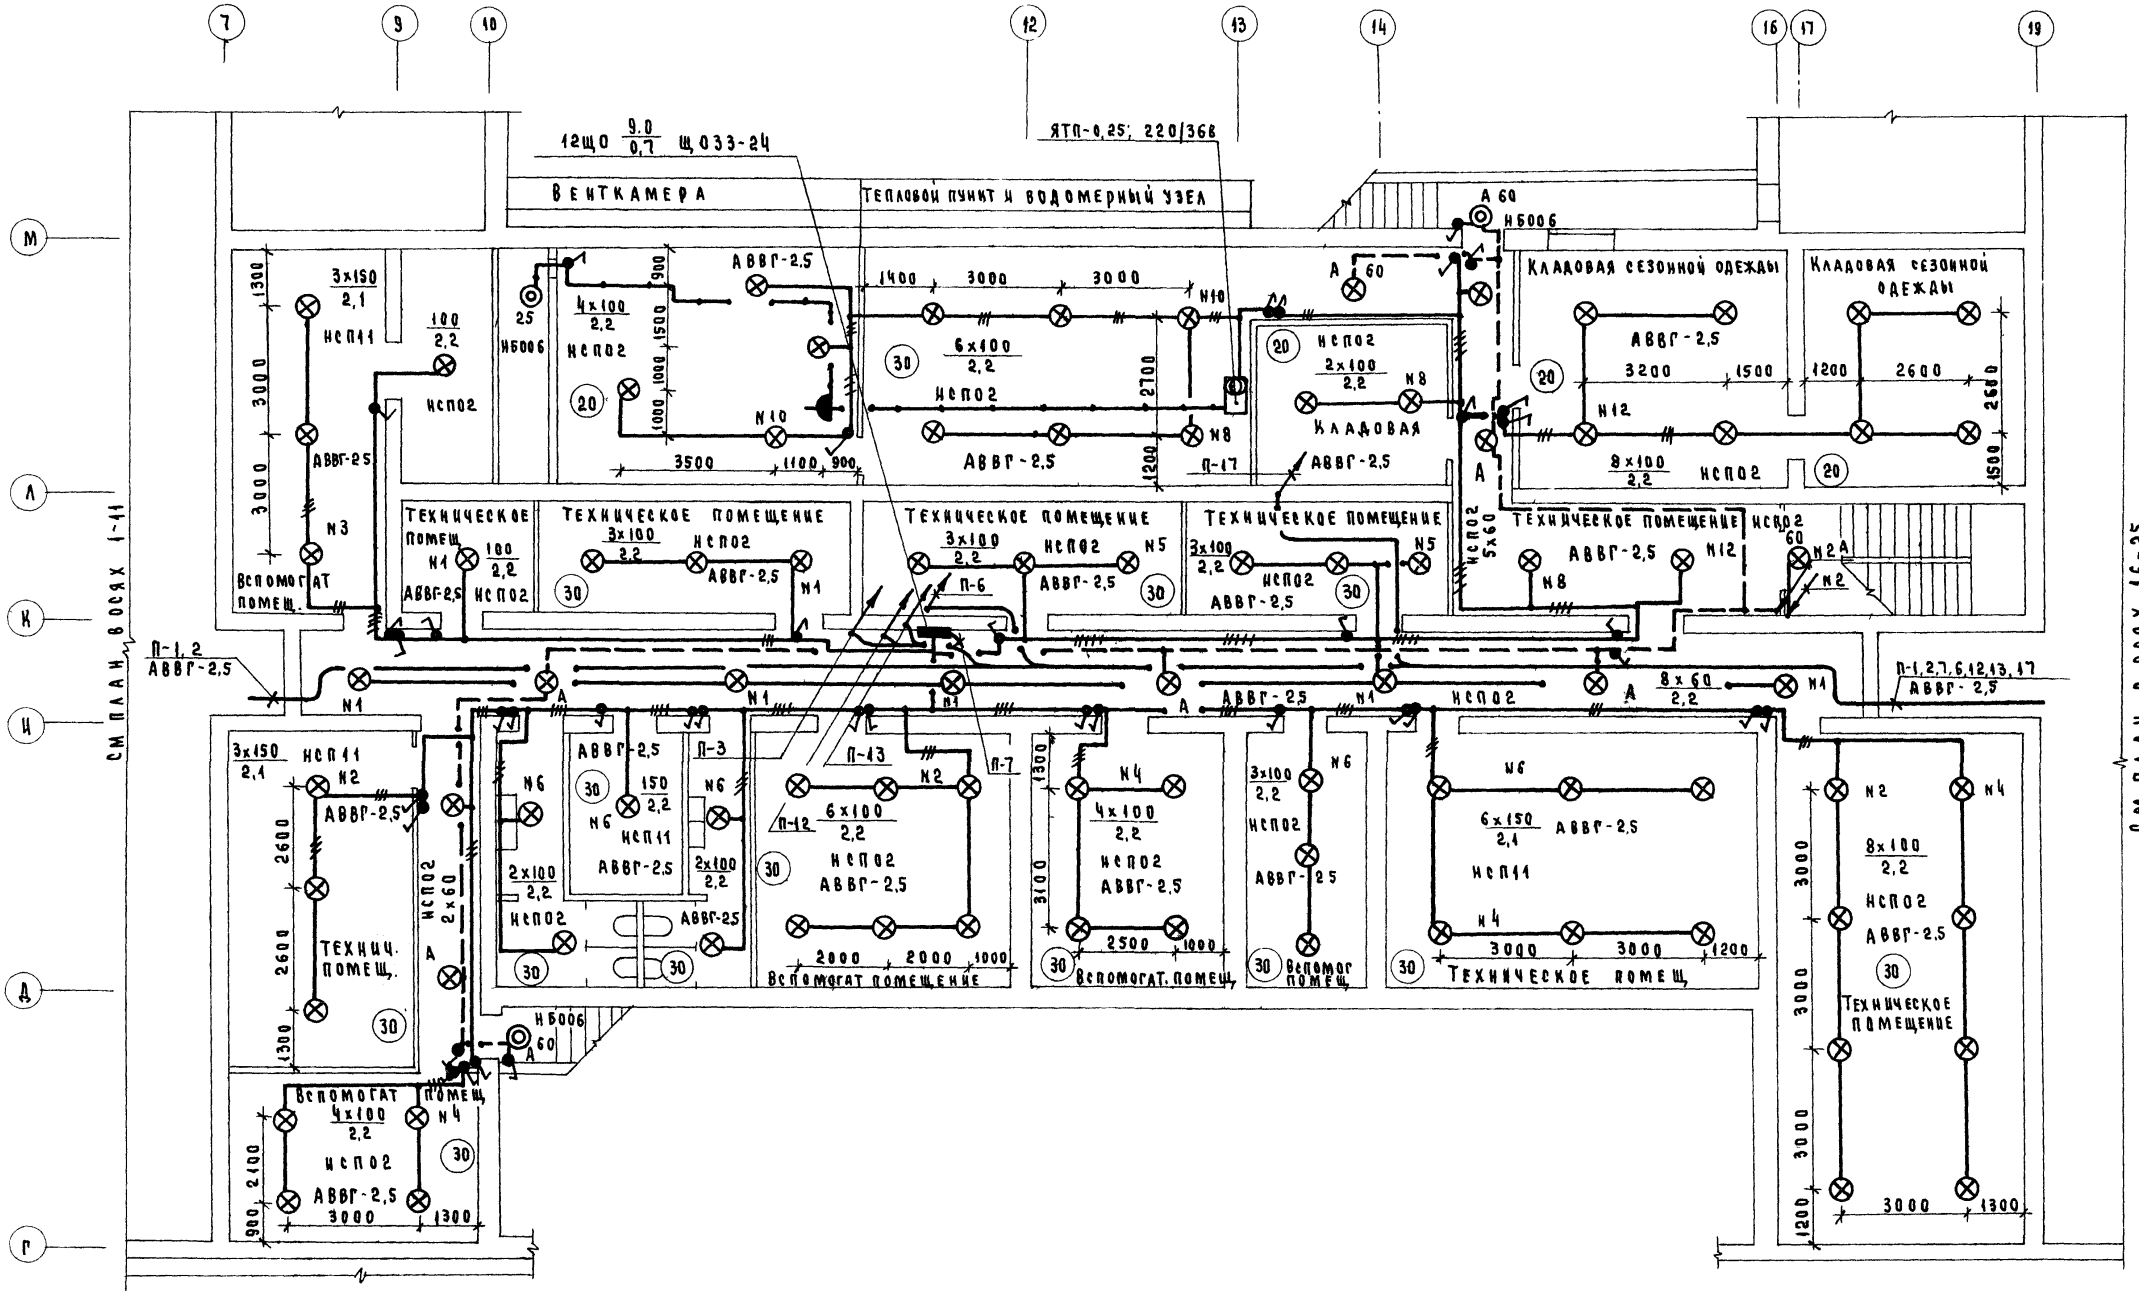 7 9 10 12 13 14 16 17 19
12ЩО 9.0/0,7 ЩО33-24
ЯТП-0,25; 220/36В
ВЕНТКАМЕРА
ТЕПЛОВОЙ ПУНКТ И ВОДОМЕРНЫЙ УЗЕЛ
А 60
НБ006
М
1300
3х150
2,1
НСП11
3000
3000
АВВГ-2,5
N3
ВСПОМОГАТ
ПОМЕЩ.
100
2,2
НСП02
25
НБ006
4х100
2,2
НСП02
20
900
1500
1000
1000
АВВГ-2,5
N10
3500
1100
900
1400
3000
3000
N10
30
6х100
2,2
НСП02
2700
N8
АВВГ-2,5
1200
А 60
20
НСП02
2х100
2,2
N8
КЛАДОВАЯ
П-17
АВВГ-2,5
А
КЛАДОВАЯ СЕЗОННОЙ ОДЕЖДЫ
АВВГ-2,5
20
3200
1500
N12
8х100
2,2
НСП02
КЛАДОВАЯ СЕЗОННОЙ
ОДЕЖДЫ
1200
2600
2600
1500
20
Л
СМ ПЛАН В ОСЯХ 1-11
ТЕХНИЧЕСКОЕ
ПОМЕЩ
N1
100
2,2
АВВГ-2,5
НСП02
ТЕХНИЧЕСКОЕ ПОМЕЩЕНИЕ
3х100
2,2
НСП02
АВВГ-2,5
N1
30
ТЕХНИЧЕСКОЕ ПОМЕЩЕНИЕ
3х100
2,2
НСП02
N5
АВВГ-2,5
30
П-6
ТЕХНИЧЕСКОЕ ПОМЕЩЕНИЕ
3х100
2,2
N5
НСП02
АВВГ-2,5
30
НСП02
5х60
ТЕХНИЧЕСКОЕ ПОМЕЩЕНИЕ
НСП02
60
АВВГ-2,5
N12
N8
N2А
N2
К
П-1,2
АВВГ-2,5
N1
А
N1
N1
А
АВВГ-2,5
N1
НСП02
А
8х60
2,2
N1
П-1,2,7,6,12,13,17
АВВГ-2,5
И
3х150
2,1
НСП11
N2
АВВГ-2,5
2600
2600
1300
ТЕХНИЧ.
ПОМЕЩ.
30
НСП02
2х60
А
N6
2х100
2,2
НСП02
30
АВВГ-2,5
30
150
2,2
N6
НСП11
АВВГ-2,5
П-3
N6
2х100
2,2
АВВГ-25
30
П-13
N2
П-7
П-12
6х100
2,2
30
НСП02
АВВГ-2,5
2000
2000
1000
ВСПОМОГАТ ПОМЕЩЕНИЕ
1300
N4
4х100
2,2
НСП02
АВВГ-2,5
3100
2500
1000
30
ВСПОМОГАТ. ПОМЕЩ
N6
3х100
2,2
НСП02
АВВГ-25
30
ВСПОМОГ
ПОМЕЩ
N6
6х150
2,1
АВВГ-2,5
НСП11
N4
3000
3000
1200
30
ТЕХНИЧЕСКОЕ ПОМЕЩ
N2
N4
8х100
2,2
НСП02
АВВГ-2,5
30
ТЕХНИЧЕСКОЕ
ПОМЕЩЕНИЕ
3000
3000
3000
1200
3000
1300
Д
НБ006
А 60
ВСПОМОГАТ ПОМЕЩ
4х100
2,2
N4
НСП02
30
АВВГ-2,5
2100
900
3000
1300
Г